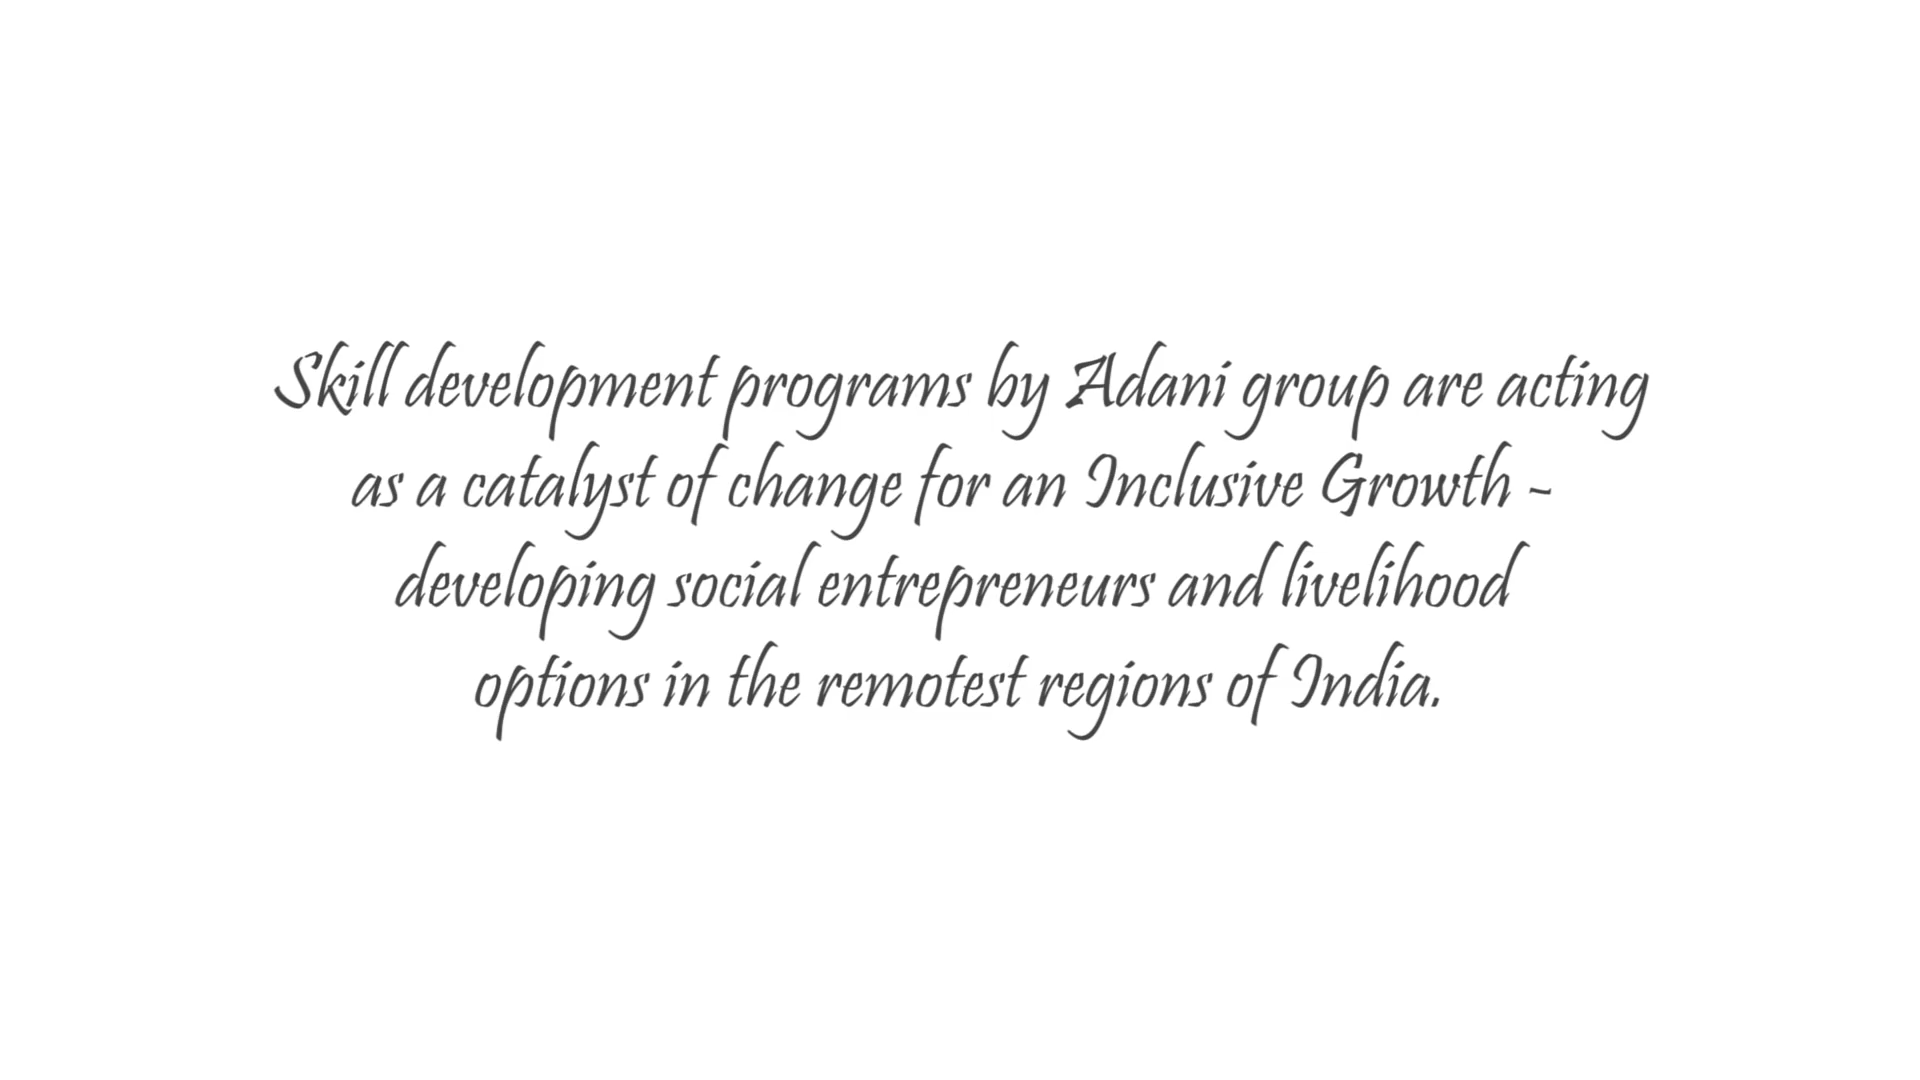 Skill development programs by Adani group are acting
as a catalyst of change for an Inclusive Growth -
developing social entrepreneurs and livelihood
options in the remotest regions of India.